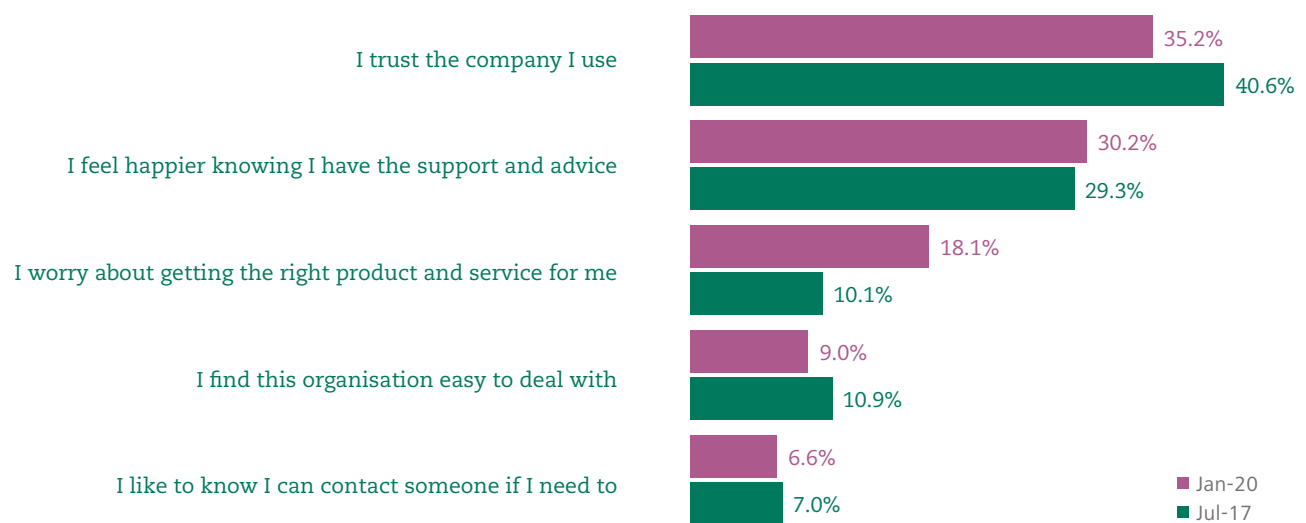 I trust the company I use
35.2%
40.6%
I feel happier knowing I have the support and advice
30.2%
29.3%
I worry about getting the right product and service for me
18.1%
10.1%
I find this organisation easy to deal with
9.0%
10.9%
I like to know I can contact someone if I need to
6.6%
7.0%
Jan-20
Jul-17